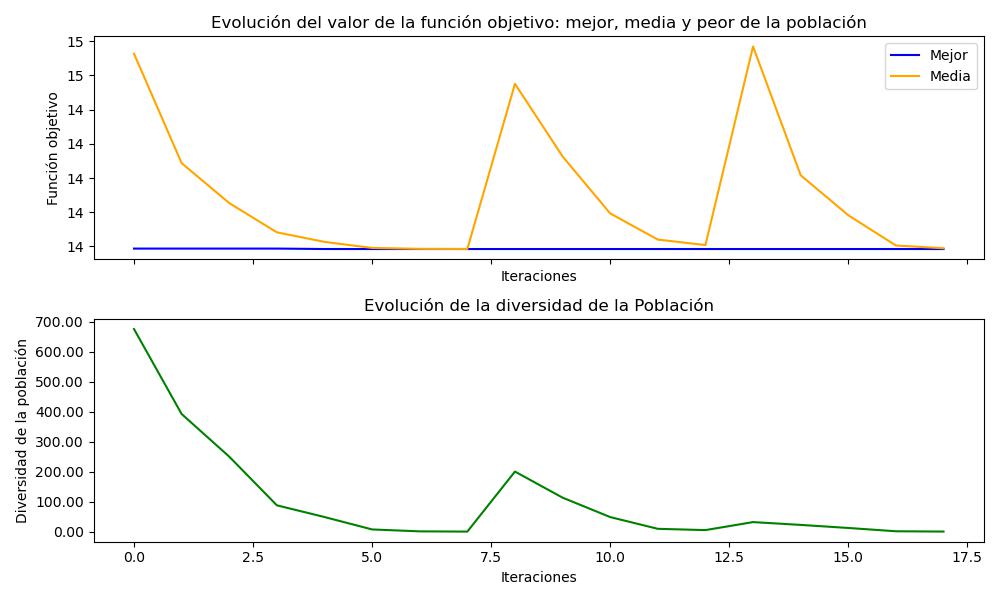 Evolución del valor de la función objetivo: mejor, media y peor de la población
15
15
14
14
14
14
14
Función objetivo
Mejor
Media
Iteraciones
Evolución de la diversidad de la Población
700.00
600.00
500.00
400.00
300.00
200.00
100.00
0.00
Diversidad de la población
0.0 2.5 5.0 7.5 10.0 12.5 15.0 17.5
Iteraciones